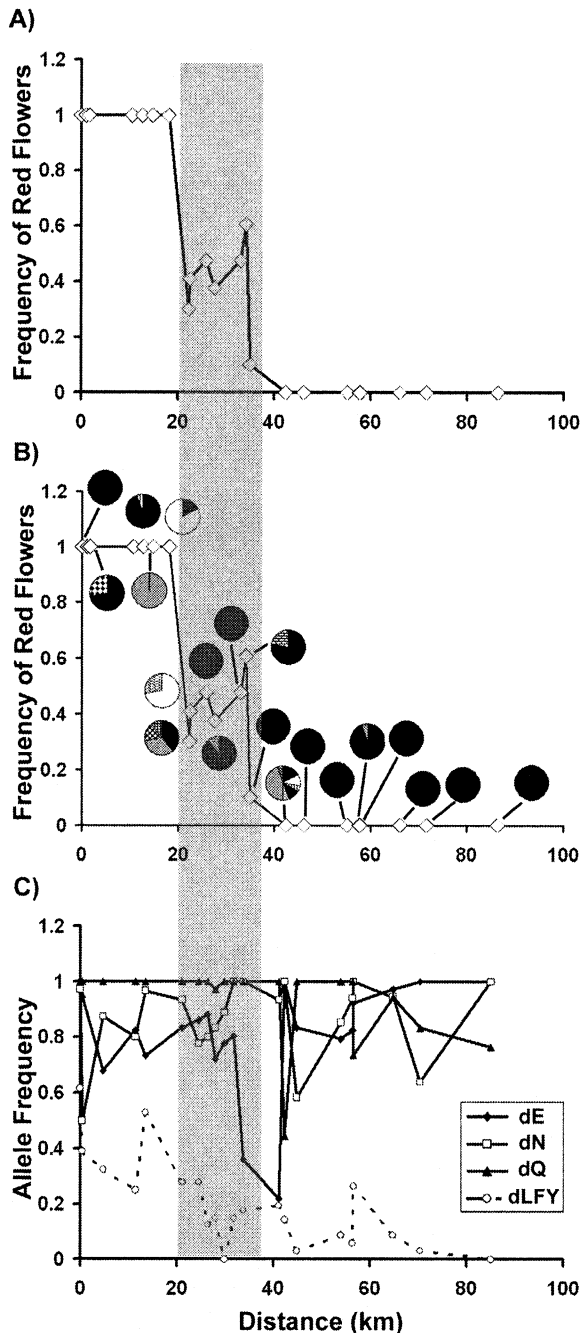 A)
Frequency of Red Flowers
1.2
1
0.8
0.6
0.4
0.2
0
0 20 40 60 80 100
B)
Frequency of Red Flowers
1.2
1
0.8
0.6
0.4
0.2
0
0 20 40 60 80 100
C)
Allele Frequency
1.2
1
0.8
0.6
0.4
0.2
0
dE
dN
dQ
dLFY
0 20 40 60 80 100
Distance (km)